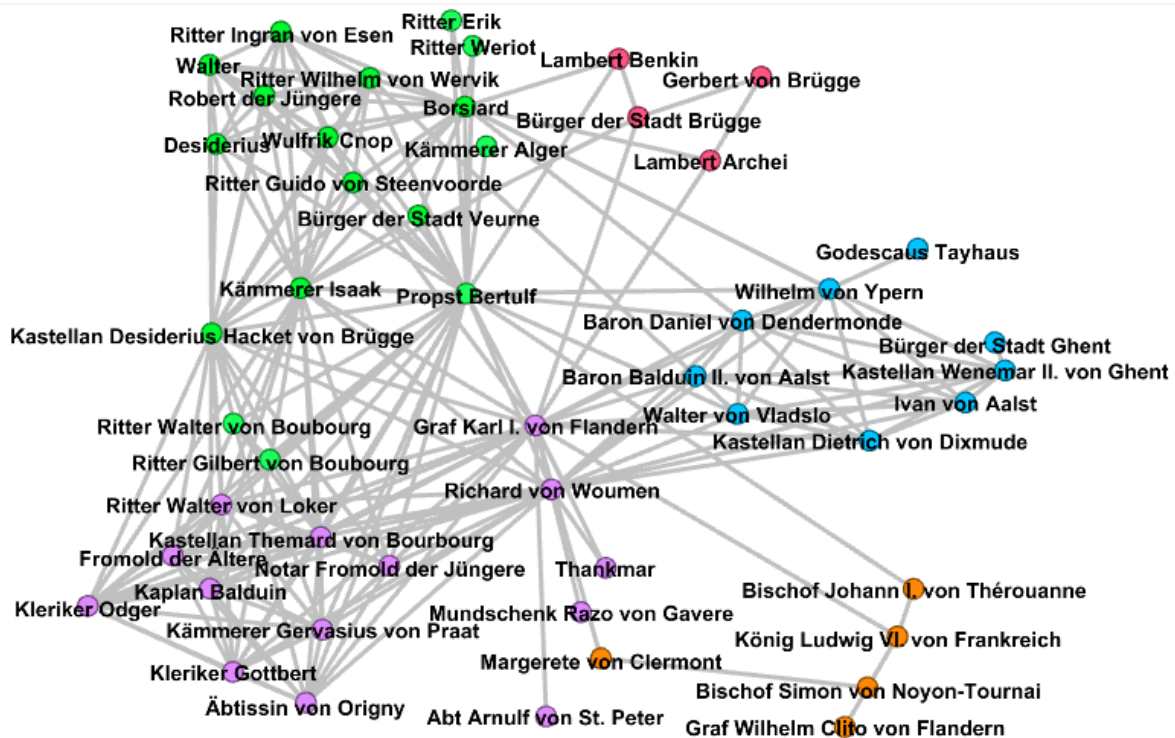 Ritter Erik
Ritter Ingran von Esen
Ritter Weriot
Lambert Benkin
Walter
Ritter Wilhelm von Wervik
Gerbert von Brügge
Robert der Jüngere
Borsiard
Bürger der Stadt Brügge
Desiderius
Wulfrik Cnop
Kämmerer Alger
Lambert Archei
Ritter Guido von Steenvoorde
Bürger der Stadt Veurne
Godescaus Tayhaus
Kämmerer Isaak
Propst Bertulf
Wilhelm von Ypern
Baron Daniel von Dendermonde
Kastellan Desiderius Hacket von Brügge
Bürger der Stadt Ghent
Baron Balduin II. von Aalst
Kastellan Wenemar II. von Ghent
Ivan von Aalst
Walter von Vladslo
Ritter Walter von Boubourg
Graf Karl I. von Flandern
Kastellan Dietrich von Dixmude
Ritter Gilbert von Boubourg
Richard von Woumen
Ritter Walter von Loker
Kastellan Themard von Bourbourg
Fromold der Ältere
Notar Fromold der Jüngere
Thankmar
Kaplan Balduin
Bischof Johann I. von Thérouanne
Kleriker Odger
Mundschenk Razo von Gavere
Kämmerer Gervasius von Praat
König Ludwig VI. von Frankreich
Margerete von Clermont
Kleriker Gottbert
Bischof Simon von Noyon-Tournai
Äbtissin von Origny
Abt Arnulf von St. Peter
Graf Wilhelm Clito von Flandern